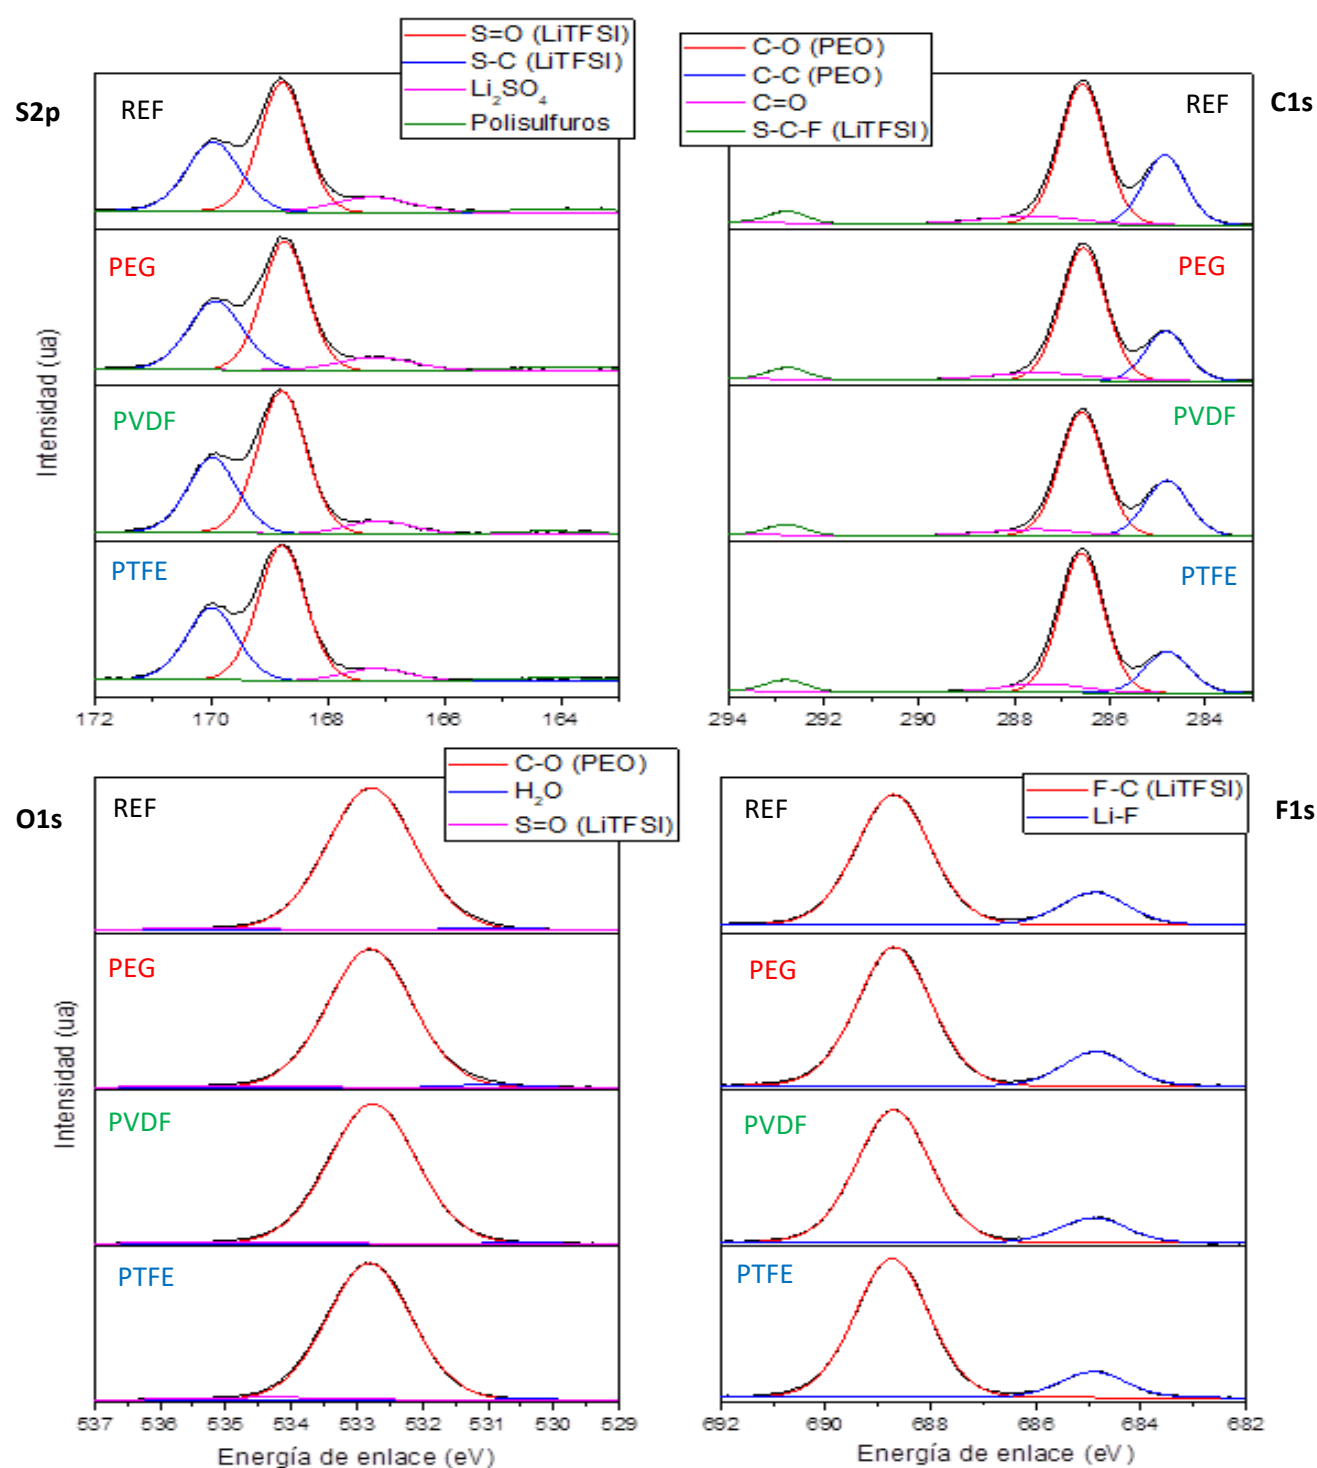 S=O (LiTFSI)
S-C (LiTFSI)
Li₂SO₄
Polisulfuros
C-O (PEO)
C-C (PEO)
C=O
S-C-F (LiTFSI)
S2p
REF
PEG
PVDF
PTFE
Intensidad (ua)
172 170 168 166 164
REF
C1s
PEG
PVDF
PTFE
294 292 290 288 286 284
C-O (PEO)
H₂O
S=O (LiTFSI)
O1s
REF
PEG
PVDF
PTFE
Intensidad (ua)
537 536 535 534 533 532 531 530 529
Energía de enlace (eV)
F-C (LiTFSI)
Li-F
REF
F1s
PEG
PVDF
PTFE
692 690 688 686 684 682
Energía de enlace (eV)